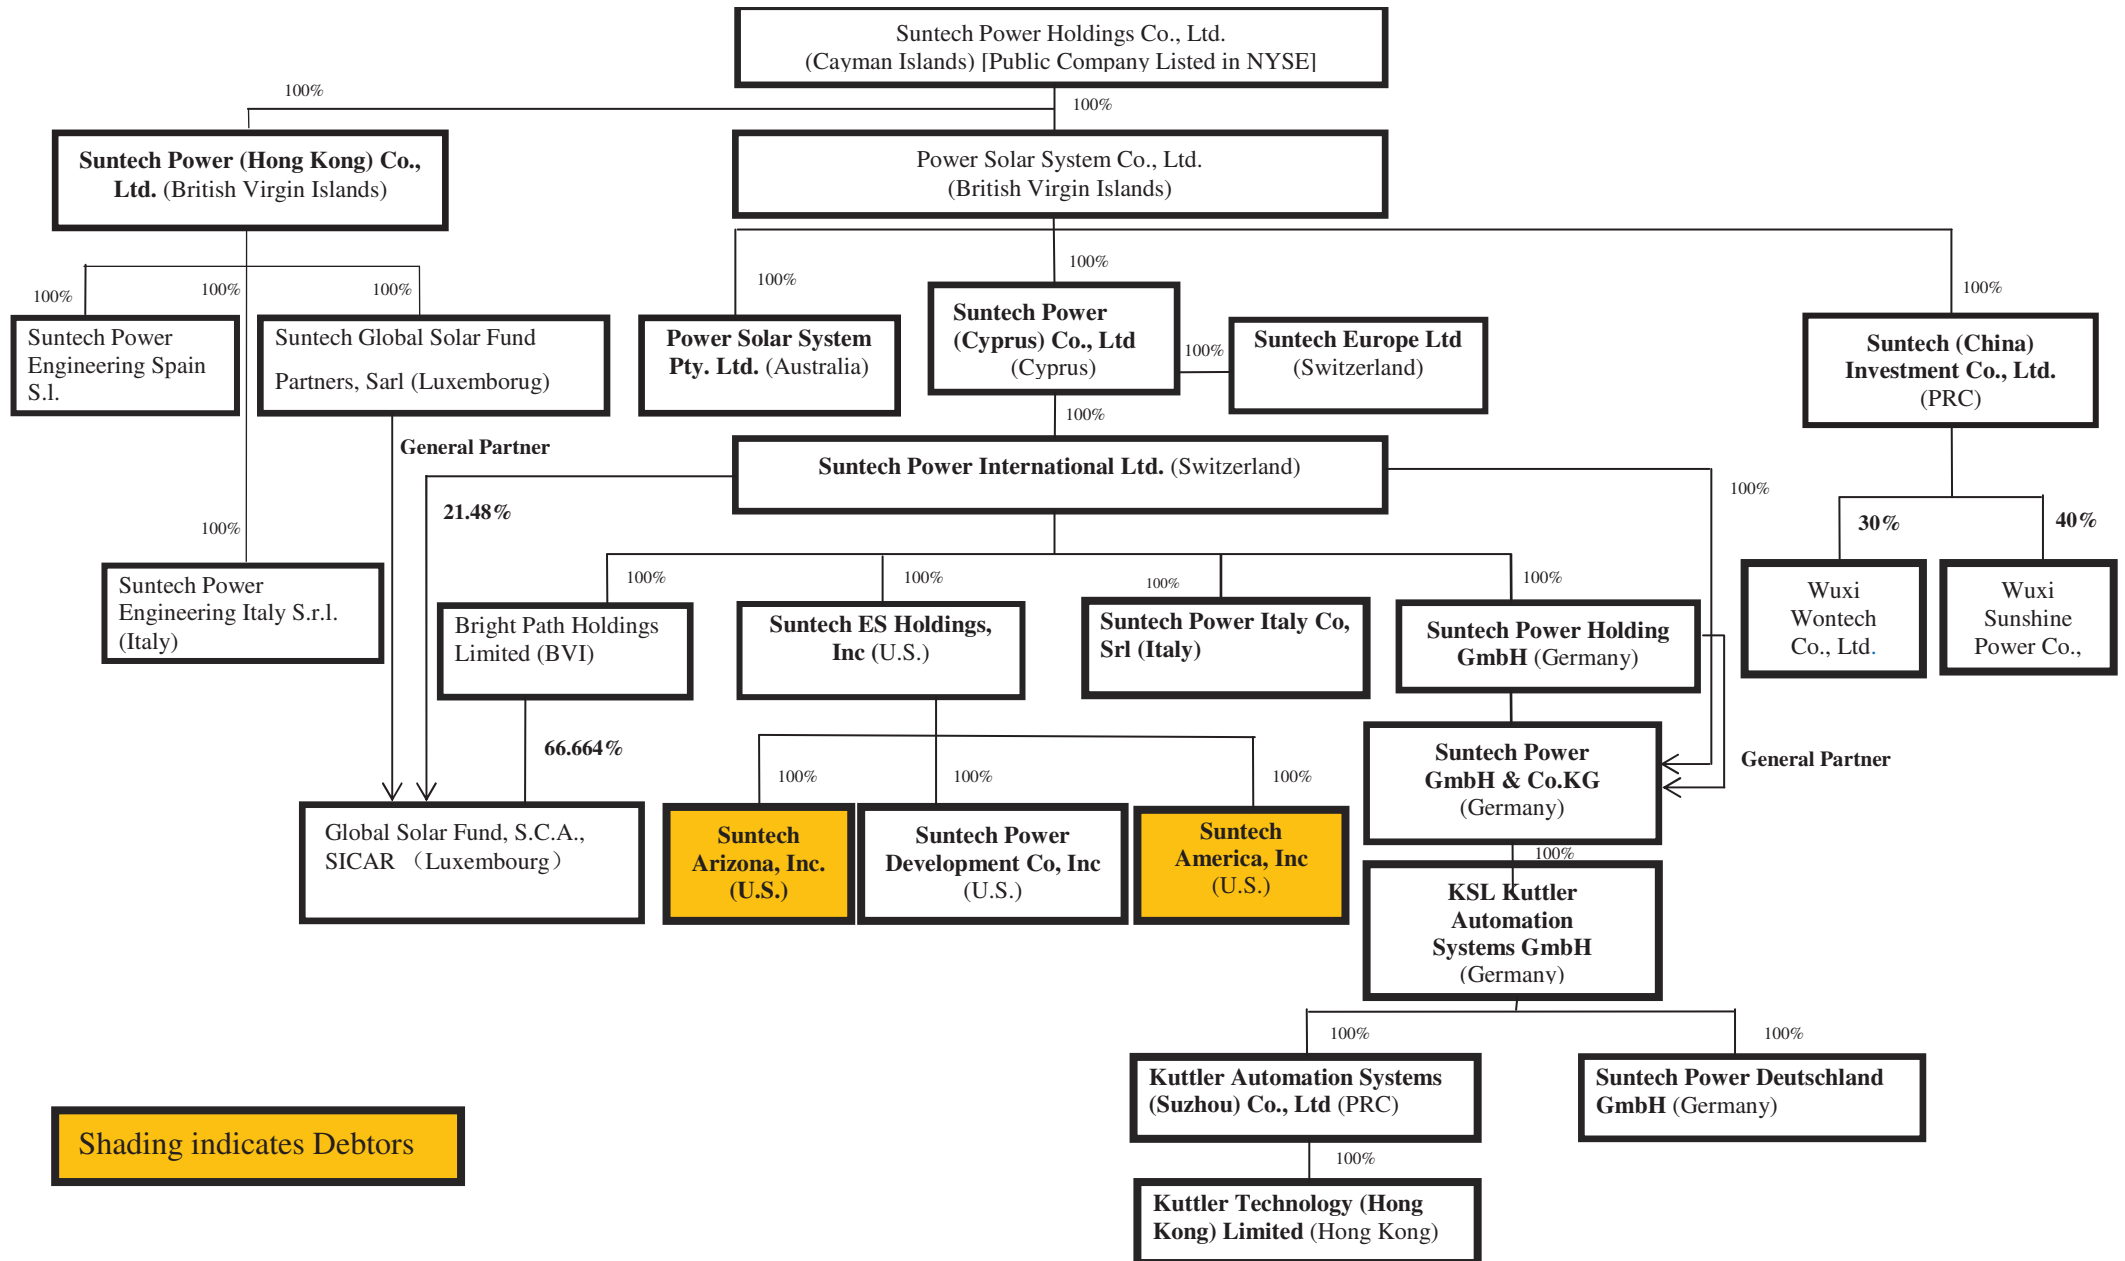 Suntech Power Holdings Co., Ltd.
(Cayman Islands) [Public Company Listed in NYSE]
100%
100%
Suntech Power (Hong Kong) Co.,
Ltd. (British Virgin Islands)
Power Solar System Co., Ltd.
(British Virgin Islands)
100%
100%
100%
100%
100%
100%
Suntech Power
Engineering Spain
S.l.
Suntech Global Solar Fund
Partners, Sarl (Luxemborug)
Power Solar System
Pty. Ltd. (Australia)
Suntech Power
(Cyprus) Co., Ltd
(Cyprus)
100%
Suntech Europe Ltd
(Switzerland)
Suntech (China)
Investment Co., Ltd.
(PRC)
100%
General Partner
Suntech Power International Ltd. (Switzerland)
100%
21.48%
30%
40%
100%
Suntech Power
Engineering Italy S.r.l.
(Italy)
100%
100%
100%
100%
Bright Path Holdings
Limited (BVI)
Suntech ES Holdings,
Inc (U.S.)
Suntech Power Italy Co,
Srl (Italy)
Suntech Power Holding
GmbH (Germany)
Wuxi
Wontech
Co., Ltd.
Wuxi
Sunshine
Power Co.,
66.664%
100%
100%
100%
Suntech Power
GmbH & Co.KG
(Germany)
General Partner
Global Solar Fund, S.C.A.,
SICAR （Luxembourg）
Suntech
Arizona, Inc.
(U.S.)
Suntech Power
Development Co, Inc
(U.S.)
Suntech
America, Inc
(U.S.)
100%
KSL Kuttler
Automation
Systems GmbH
(Germany)
100%
100%
Kuttler Automation Systems
(Suzhou) Co., Ltd (PRC)
Suntech Power Deutschland
GmbH (Germany)
Shading indicates Debtors
100%
Kuttler Technology (Hong
Kong) Limited (Hong Kong)